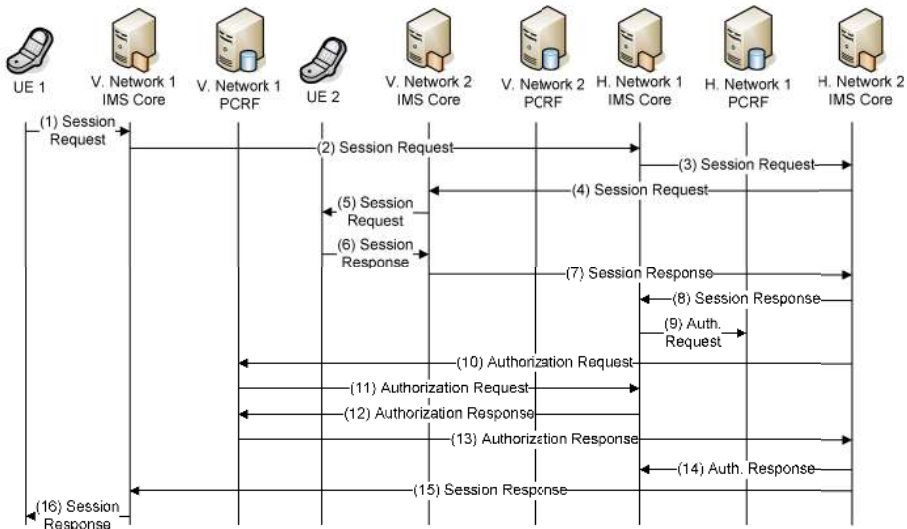 UE 1
V. Network 1
IMS Core
V. Network 1
PCRF
UE 2
V. Network 2
IMS Core
V. Network 2
PCRF
H. Network 1
IMS Core
H. Network 1
PCRF
H. Network 2
IMS Core
(1) Session
Request
(2) Session Request
(3) Session Request
(4) Session Request
(5) Session
Request
(6) Session
Response
(7) Session Response
(8) Session Response
(9) Auth.
Request
(10) Authorization Request
(11) Authorization Request
(12) Authorization Response
(13) Authorization Response
(14) Auth. Response
(15) Session Response
(16) Session
Response